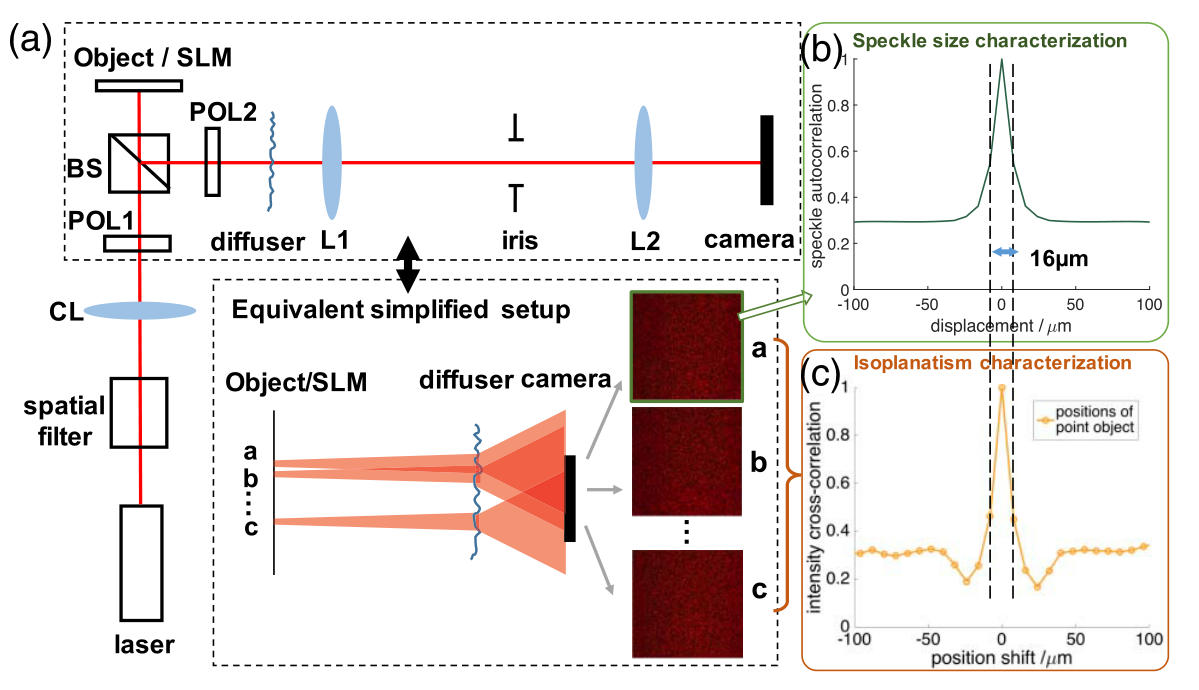 (a)
Object / SLM
POL2
BS
POL1
diffuser
L1
iris
L2
camera
CL
spatial
filter
laser
Equivalent simplified setup
Object/SLM
diffuser camera
a
b
c
a
b
c
(b)
Speckle size characterization
speckle autocorrelation
1
0.8
0.6
0.4
0.2
0
16μm
-100
-50
0
50
100
displacement / μm
(c)
Isoplanatism characterization
intensity cross-correlation
1
0.8
0.6
0.4
0.2
0
positions of
point object
-100
-50
0
50
100
position shift /μm